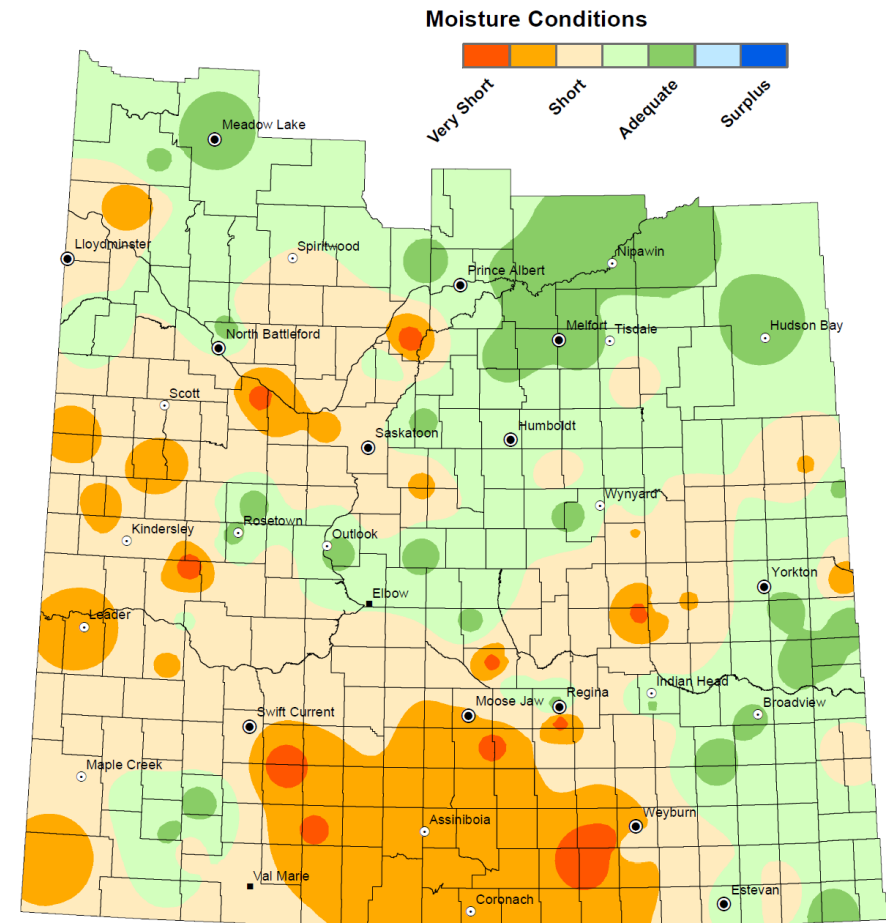 Moisture Conditions
Very Short
Short
Adequate
Surplus
Meadow Lake
Lloydminster
Spiritwood
Nipawin
Prince Albert
North Battleford
Melfort
Tisdale
Hudson Bay
Scott
Saskatoon
Humboldt
Wynyard
Rosetown
Kindersley
Outlook
Yorkton
Elbow
Leader
Indian Head
Regina
Moose Jaw
Broadview
Swift Current
Maple Creek
Assiniboia
Weyburn
Val Marie
Estevan
Coronach